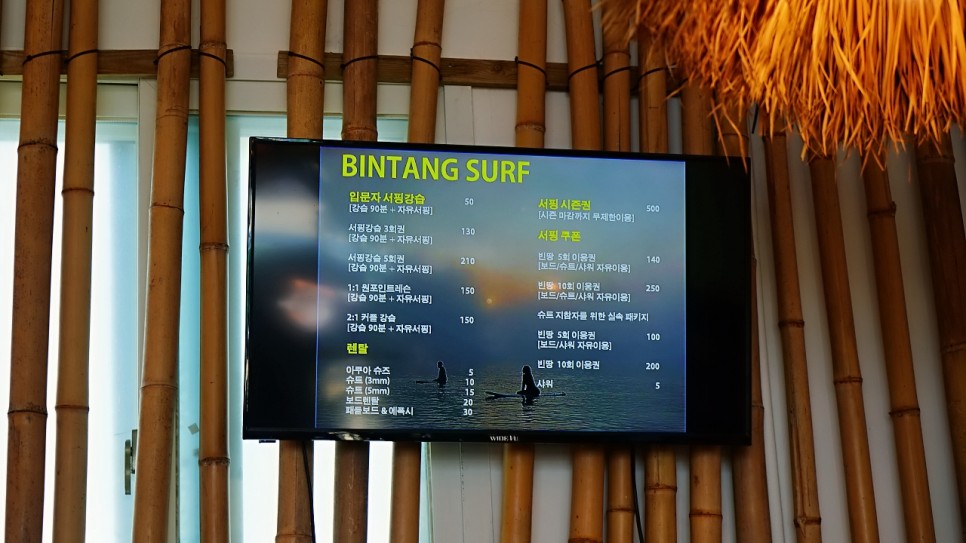 BINTANG SURF
입문자 서핑강습 50
[강습 90분 + 자유서핑]
서핑강습 3회권 130
[강습 90분 + 자유서핑]
서핑강습 5회권 210
[강습 90분 + 자유서핑]
1:1 원포인트레슨 150
[강습 90분 + 자유서핑]
2:1 커플 강습 150
[강습 90분 + 자유서핑]
렌탈
아쿠아 슈즈 5
슈트 (3mm) 10
슈트 (5mm) 15
보드렌탈 20
패들보드 & 에폭시 30
서핑 시즌권 500
[시즌 마감까지 무제한이용]
서핑 쿠폰
빈땅 5회 이용권 140
[보드/슈트/샤워 자유이용]
빈땅 10회 이용권 250
[보드/슈트/샤워 자유이용]
슈트 지참자를 위한 실속 패키지
빈땅 5회 이용권 100
[보드/샤워 자유이용]
빈땅 10회 이용권 200
샤워 5
WIDEVU